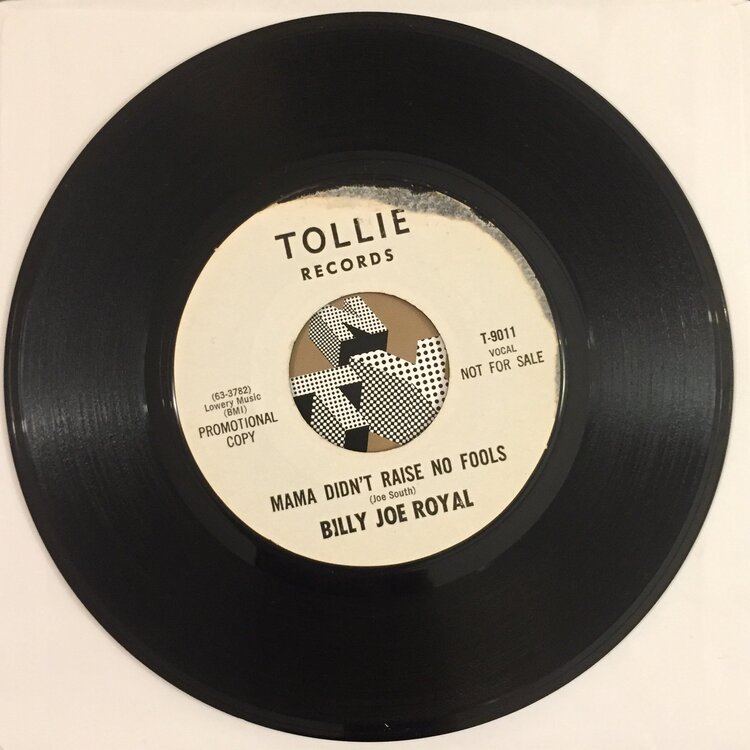 TOLLIE
RECORDS
T-9011
VOCAL
NOT FOR SALE
(63-3782)
Lowery Music
(BMI)
PROMOTIONAL
COPY
MAMA DIDN'T RAISE NO FOOLS
(Joe South)
BILLY JOE ROYAL